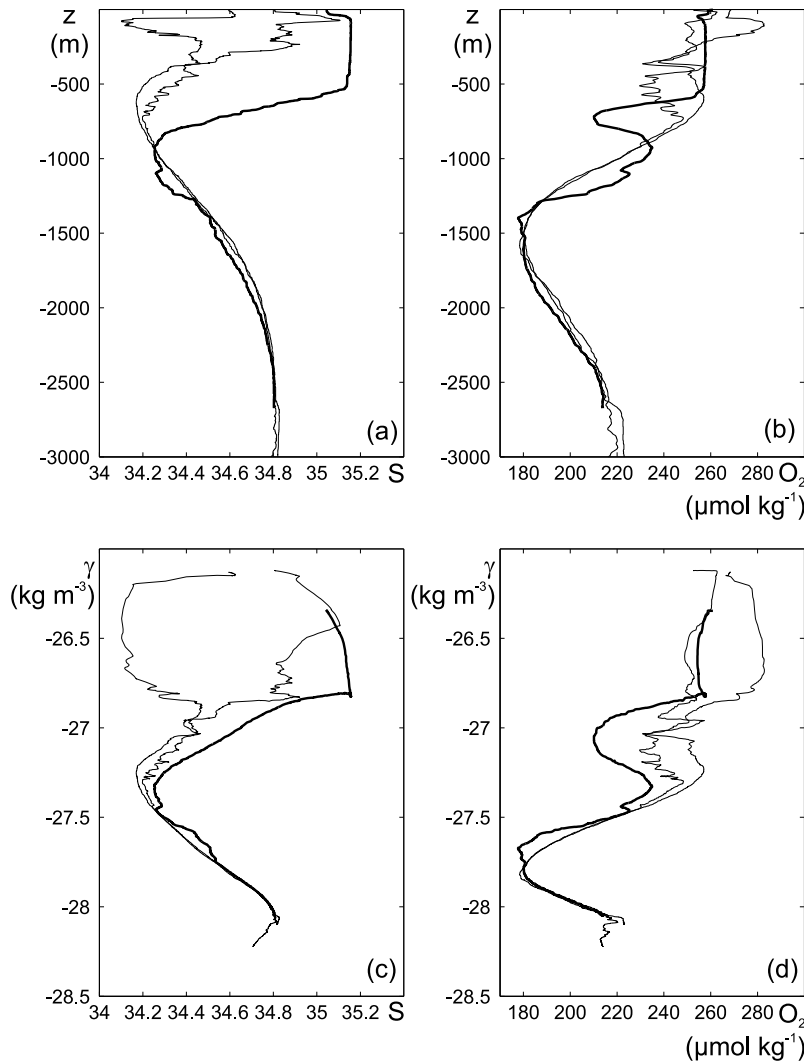 z
(m)
-500
-1000
-1500
-2000
-2500
-3000
34
34.2
34.4
34.6
34.8
35
35.2
S
(a)
z
(m)
-500
-1000
-1500
-2000
-2500
-3000
180
200
220
240
260
280
O₂
(µmol kg⁻¹)
(b)
γ
(kg m⁻³)
-26.5
-27
-27.5
-28
-28.5
34
34.2
34.4
34.6
34.8
35
35.2
S
(c)
γ
(kg m⁻³)
-26.5
-27
-27.5
-28
-28.5
180
200
220
240
260
280
O₂
(µmol kg⁻¹)
(d)